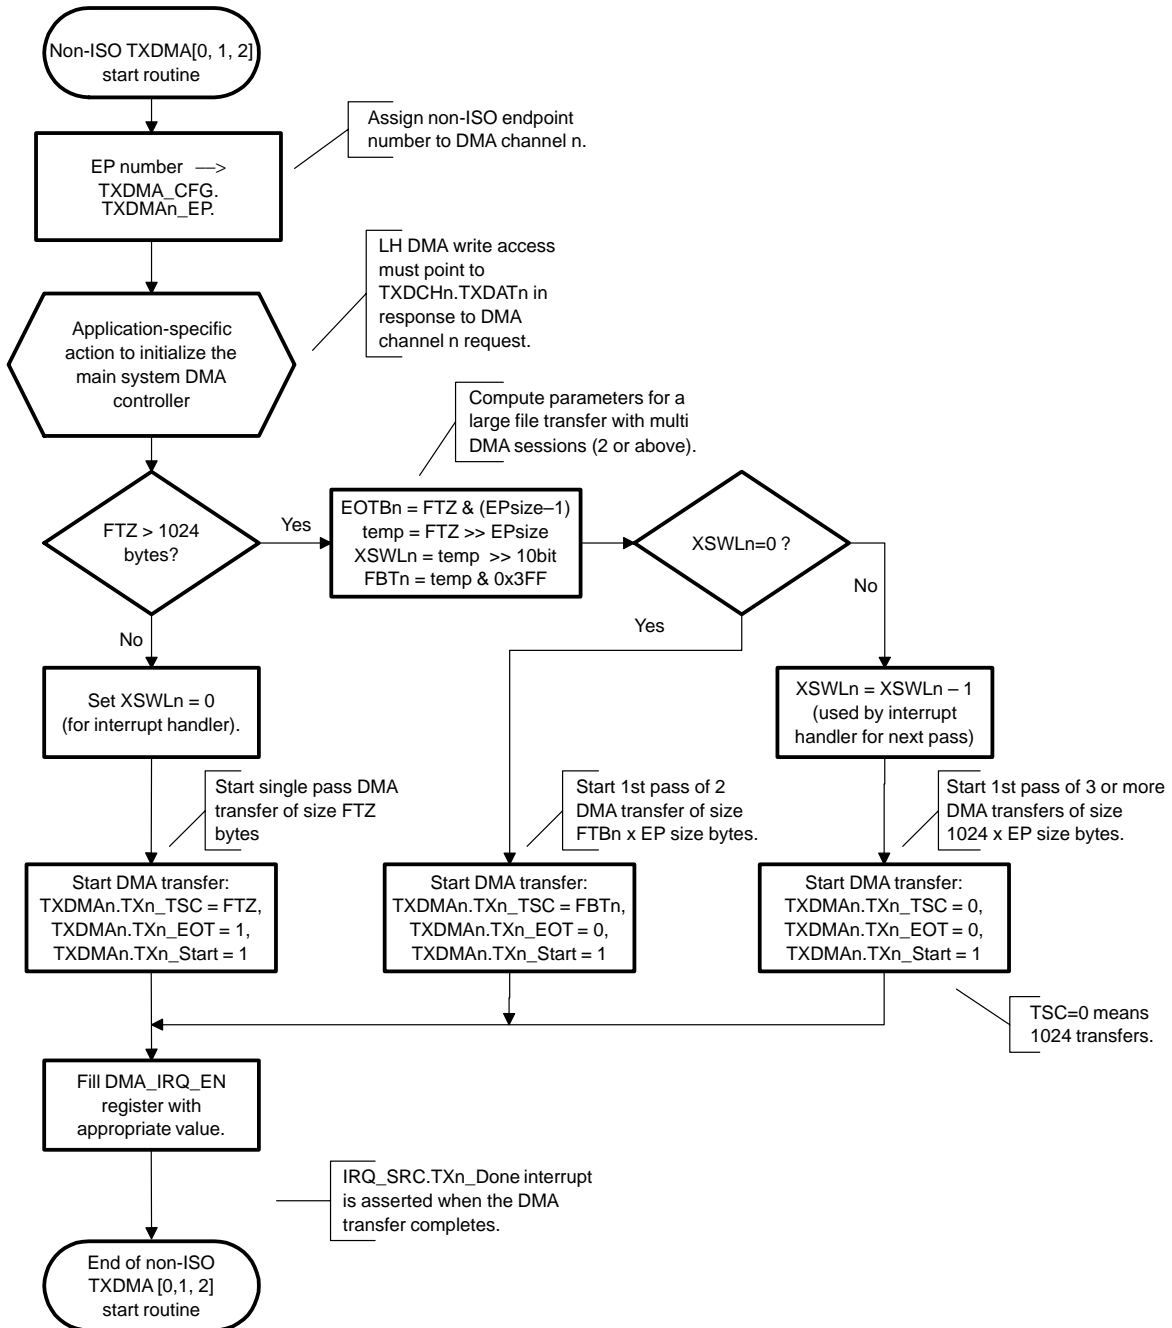 Non-ISO TXDMA[0, 1, 2]
start routine
Assign non-ISO endpoint
number to DMA channel n.
EP number —>
TXDMA_CFG.
TXDMAn_EP.
LH DMA write access
must point to
TXDCHn.TXDATn in
response to DMA
channel n request.
Application-specific
action to initialize the
main system DMA
controller
Compute parameters for a
large file transfer with multi
DMA sessions (2 or above).
FTZ > 1024
bytes?
Yes
EOTBn = FTZ & (EPsize–1)
temp = FTZ >> EPsize
XSWLn = temp >> 10bit
FBTn = temp & 0x3FF
XSWLn=0 ?
No
Yes
No
Set XSWLn = 0
(for interrupt handler).
XSWLn = XSWLn – 1
(used by interrupt
handler for next pass)
Start single pass DMA
transfer of size FTZ
bytes
Start 1st pass of 2
DMA transfer of size
FTBn x EP size bytes.
Start 1st pass of 3 or more
DMA transfers of size
1024 x EP size bytes.
Start DMA transfer:
TXDMAn.TXn_TSC = FTZ,
TXDMAn.TXn_EOT = 1,
TXDMAn.TXn_Start = 1
Start DMA transfer:
TXDMAn.TXn_TSC = FBTn,
TXDMAn.TXn_EOT = 0,
TXDMAn.TXn_Start = 1
Start DMA transfer:
TXDMAn.TXn_TSC = 0,
TXDMAn.TXn_EOT = 0,
TXDMAn.TXn_Start = 1
TSC=0 means
1024 transfers.
Fill DMA_IRQ_EN
register with
appropriate value.
IRQ_SRC.TXn_Done interrupt
is asserted when the DMA
transfer completes.
End of non-ISO
TXDMA [0,1, 2]
start routine